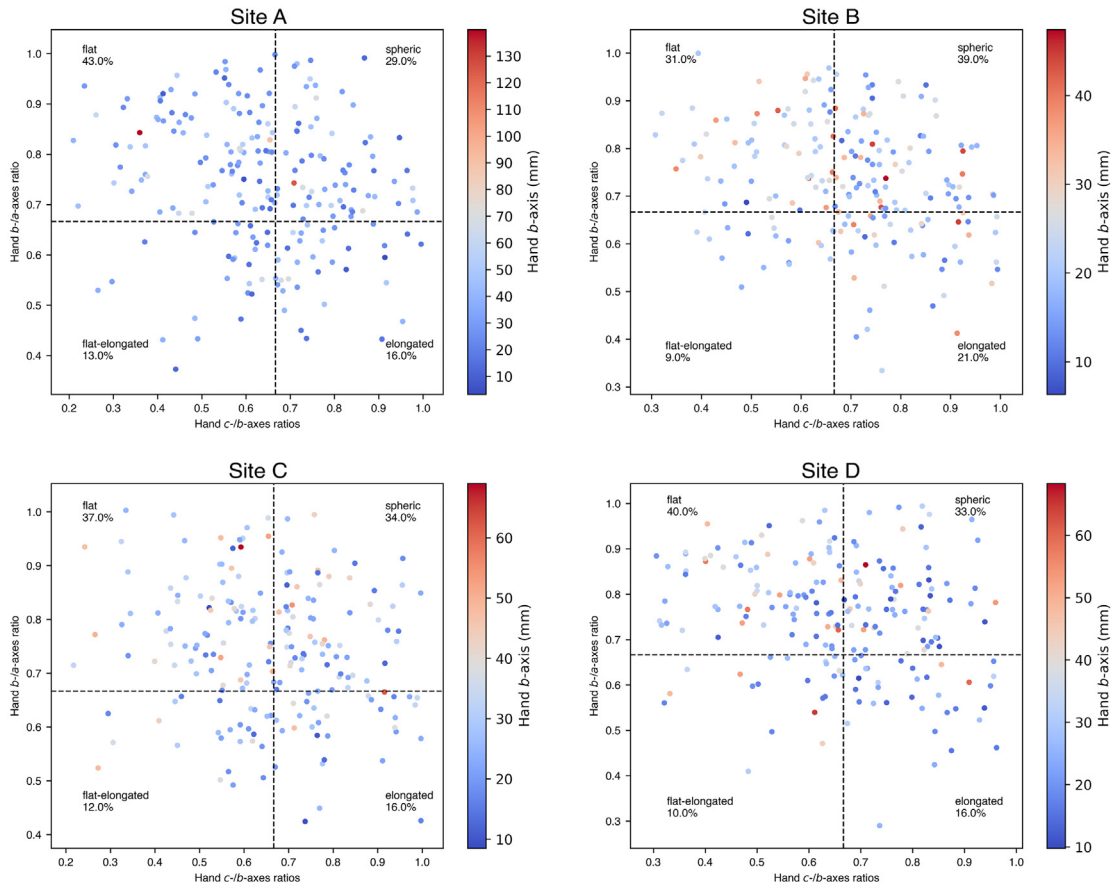 Site A
flat
43.0%
spheric
29.0%
flat-elongated
13.0%
elongated
16.0%
1.0
0.9
0.8
0.7
0.6
0.5
0.4
Hand b-/a-axes ratio
0.2 0.3 0.4 0.5 0.6 0.7 0.8 0.9 1.0
Hand c-/b-axes ratios
130
120
110
100
90
80
70
60
50
40
30
20
10
Hand b-axis (mm)
Site B
flat
31.0%
spheric
39.0%
flat-elongated
9.0%
elongated
21.0%
1.0
0.9
0.8
0.7
0.6
0.5
0.4
0.3
Hand b-/a-axes ratio
0.3 0.4 0.5 0.6 0.7 0.8 0.9 1.0
Hand c-/b-axes ratios
40
30
20
10
Hand b-axis (mm)
Site C
flat
37.0%
spheric
34.0%
flat-elongated
12.0%
elongated
16.0%
1.0
0.9
0.8
0.7
0.6
0.5
0.4
Hand b-/a-axes ratio
0.2 0.3 0.4 0.5 0.6 0.7 0.8 0.9 1.0
Hand c-/b-axes ratios
60
50
40
30
20
10
Hand b-axis (mm)
Site D
flat
40.0%
spheric
33.0%
flat-elongated
10.0%
elongated
16.0%
1.0
0.9
0.8
0.7
0.6
0.5
0.4
0.3
Hand b-/a-axes ratio
0.3 0.4 0.5 0.6 0.7 0.8 0.9 1.0
Hand c-/b-axes ratios
60
50
40
30
20
10
Hand b-axis (mm)